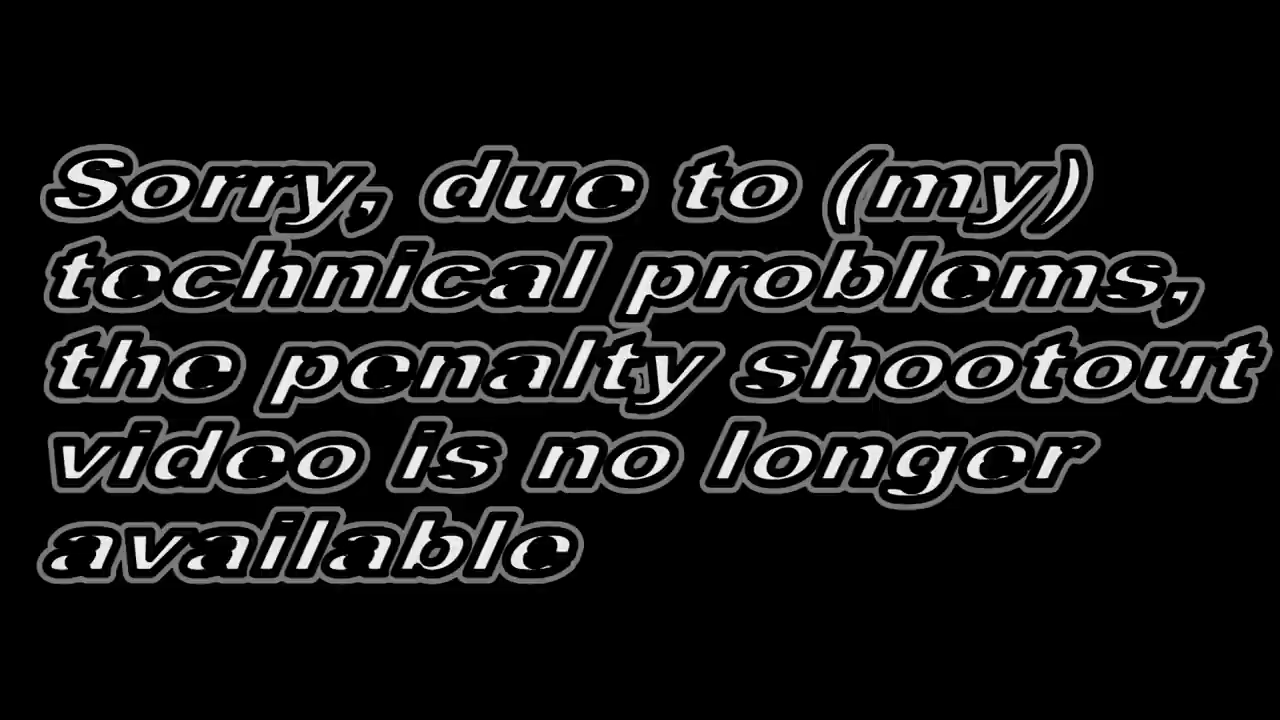 Sorry, due to (my)
technical problems,
the penalty shootout
video is no longer
available